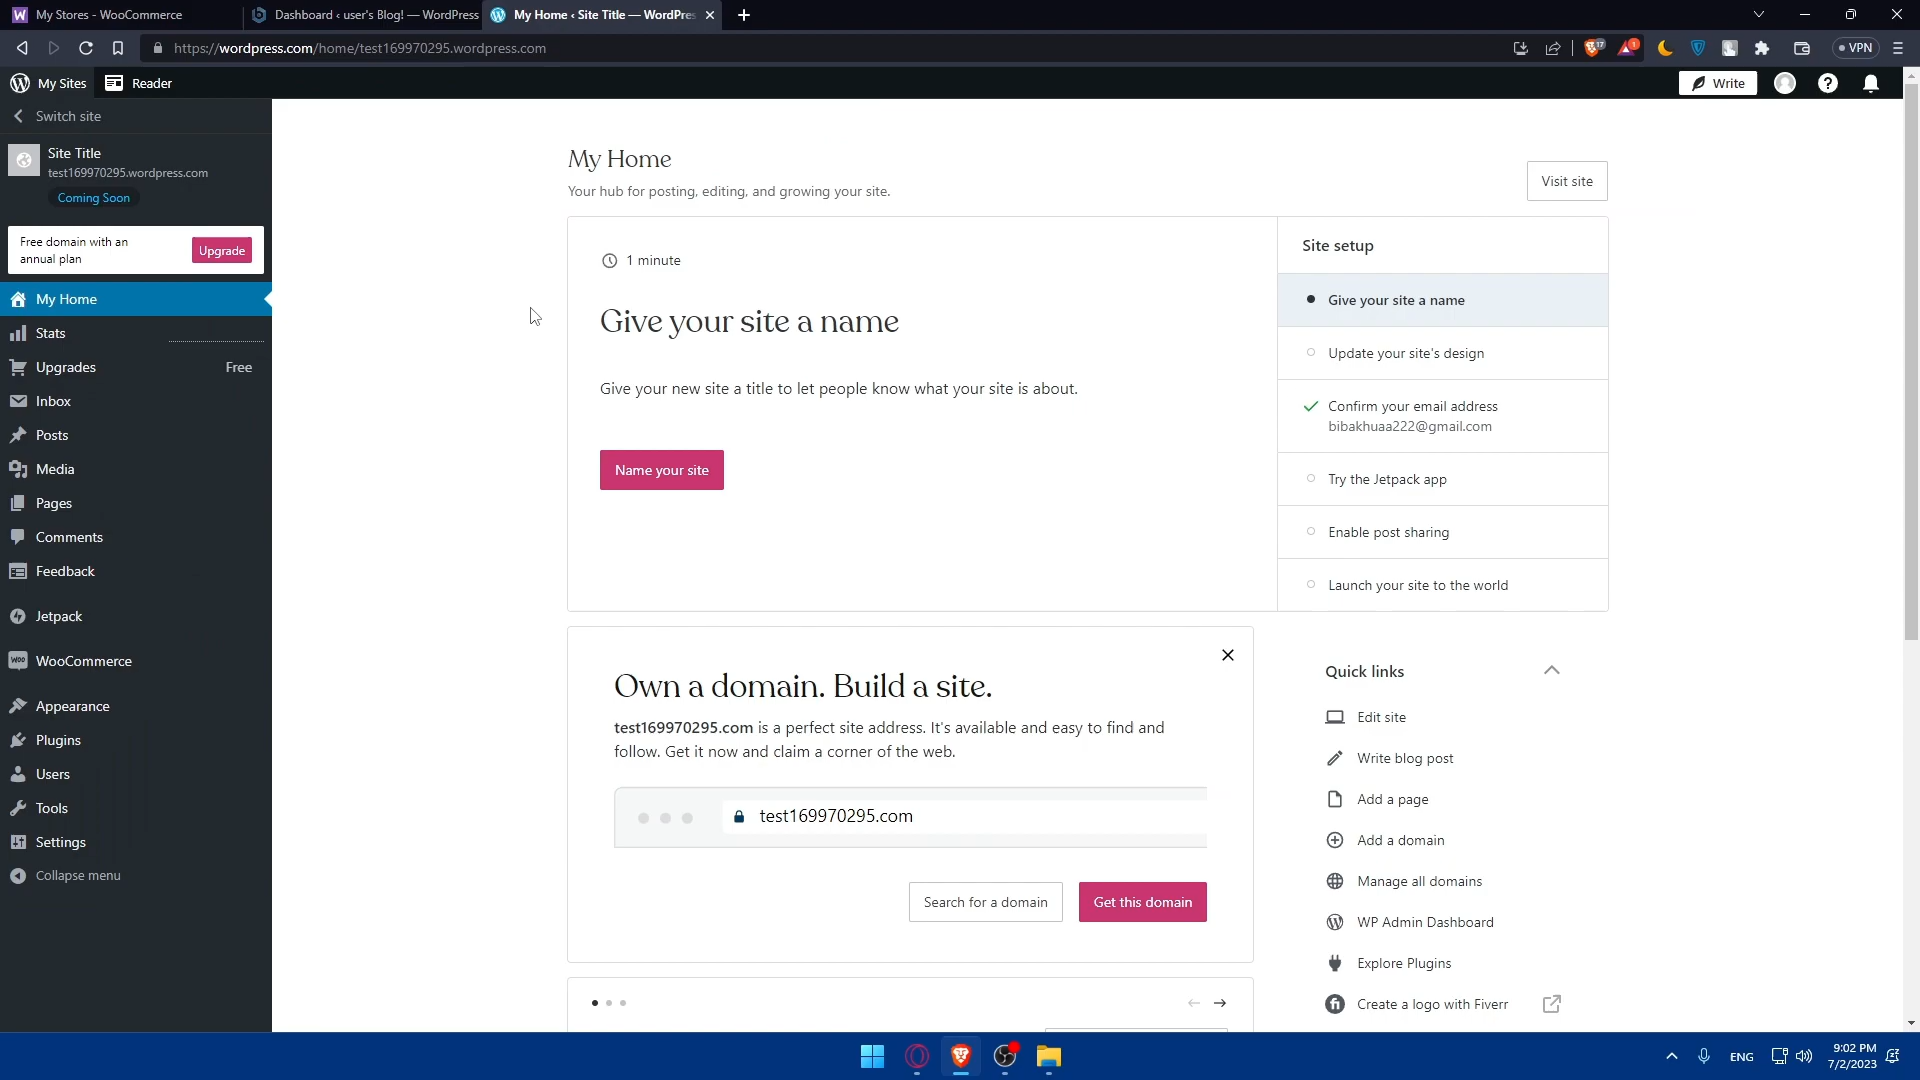 My Stores - WooCommerce
Dashboard ‹ user's Blog! — WordPress
My Home ‹ Site Title — WordPres
https://wordpress.com/home/test169970295.wordpress.com
17
1
VPN
My Sites
Reader
Write
Switch site
Site Title
test169970295.wordpress.com
Coming Soon
Free domain with an
annual plan
Upgrade
My Home
Stats
Upgrades
Free
Inbox
Posts
Media
Pages
Comments
Feedback
Jetpack
WooCommerce
Appearance
Plugins
Users
Tools
Settings
Collapse menu
My Home
Your hub for posting, editing, and growing your site.
Visit site
1 minute
Give your site a name
Give your new site a title to let people know what your site is about.
Name your site
Site setup
Give your site a name
Update your site's design
Confirm your email address
bibakhuaa222@gmail.com
Try the Jetpack app
Enable post sharing
Launch your site to the world
Own a domain. Build a site.
test169970295.com is a perfect site address. It's available and easy to find and
follow. Get it now and claim a corner of the web.
test169970295.com
Search for a domain
Get this domain
Quick links
Edit site
Write blog post
Add a page
Add a domain
Manage all domains
WP Admin Dashboard
Explore Plugins
Create a logo with Fiverr
ENG
9:02 PM
7/2/2023